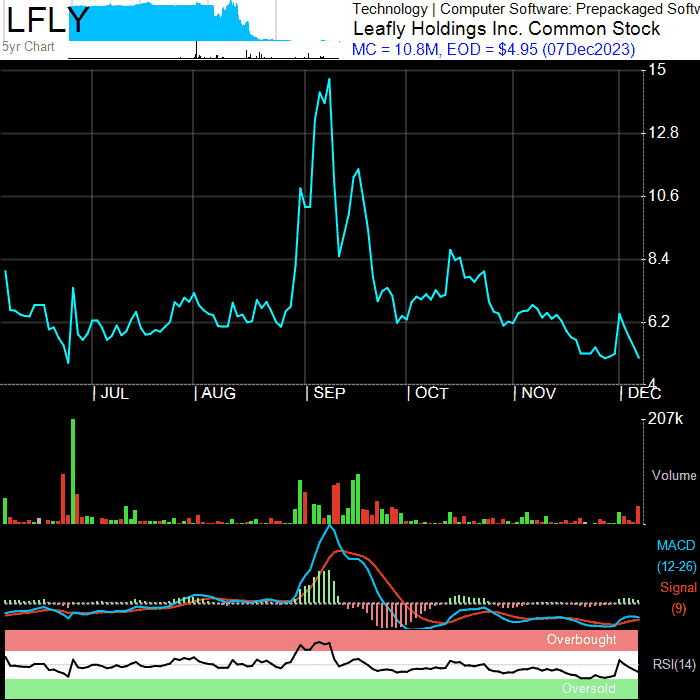 LFLY
Technology | Computer Software: Prepackaged Softw
Leafly Holdings Inc. Common Stock
5yr Chart
MC = 10.8M, EOD = $4.95 (07Dec2023)
15
12.8
10.6
8.4
6.2
4
JUL
AUG
SEP
OCT
NOV
DEC
207k
Volume
MACD
(12-26)
Signal
(9)
Overbought
RSI(14)
Oversold